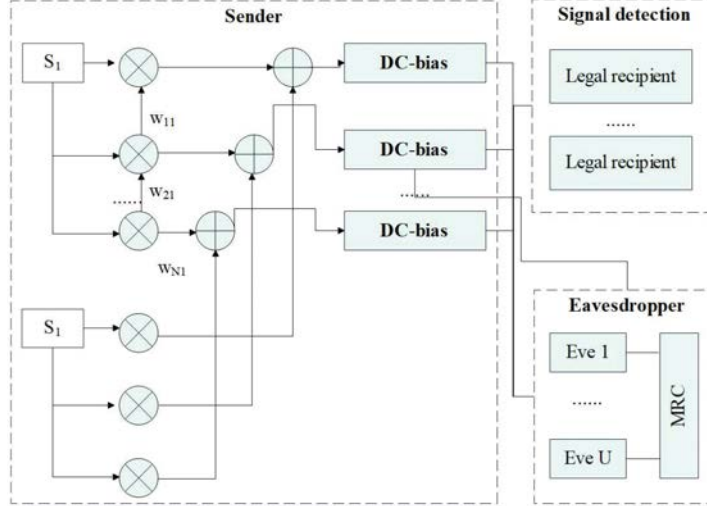 Sender
S1
w11
w21
......
wN1
S1
DC-bias
DC-bias
......
DC-bias
Signal detection
Legal recipient
......
Legal recipient
Eavesdropper
Eve 1
......
Eve U
MRC